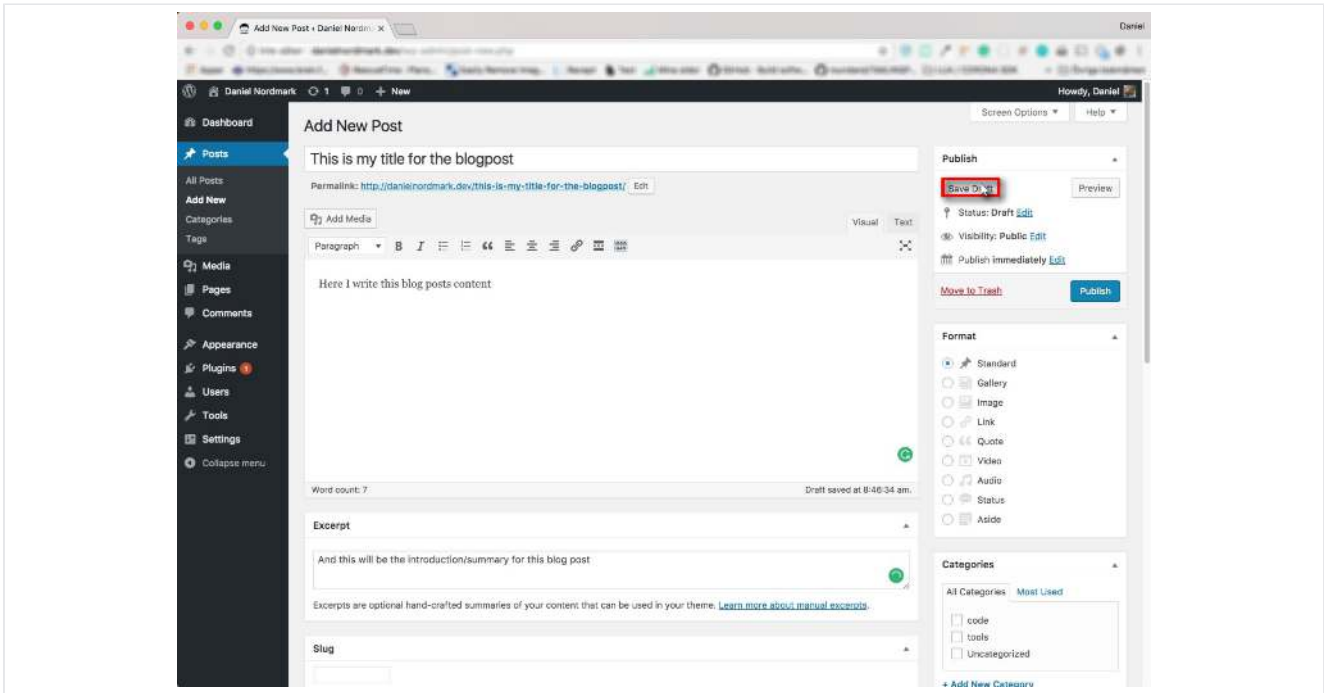 Add New Post ‹ Daniel Nordm
Daniel
Daniel Nordmark 1 0 + New
Howdy, Daniel
Screen Options
Help
Dashboard
Posts
All Posts
Add New
Categories
Tags
Media
Pages
Comments
Appearance
Plugins 1
Users
Tools
Settings
Collapse menu
Add New Post
This is my title for the blogpost
Permalink: http://danielnordmark.dev/this-is-my-title-for-the-blogpost/ Edit
Add Media
Visual Text
Paragraph B I
Here I write this blog posts content
Word count: 7
Draft saved at 8:46:34 am.
Excerpt
And this will be the introduction/summary for this blog post
Excerpts are optional hand-crafted summaries of your content that can be used in your theme. Learn more about manual excerpts.
Slug
Publish
Save Draft
Preview
Status: Draft Edit
Visibility: Public Edit
Publish immediately Edit
Move to Trash
Publish
Format
Standard
Gallery
Image
Link
Quote
Video
Audio
Status
Aside
Categories
All Categories Most Used
code
tools
Uncategorized
+ Add New Category